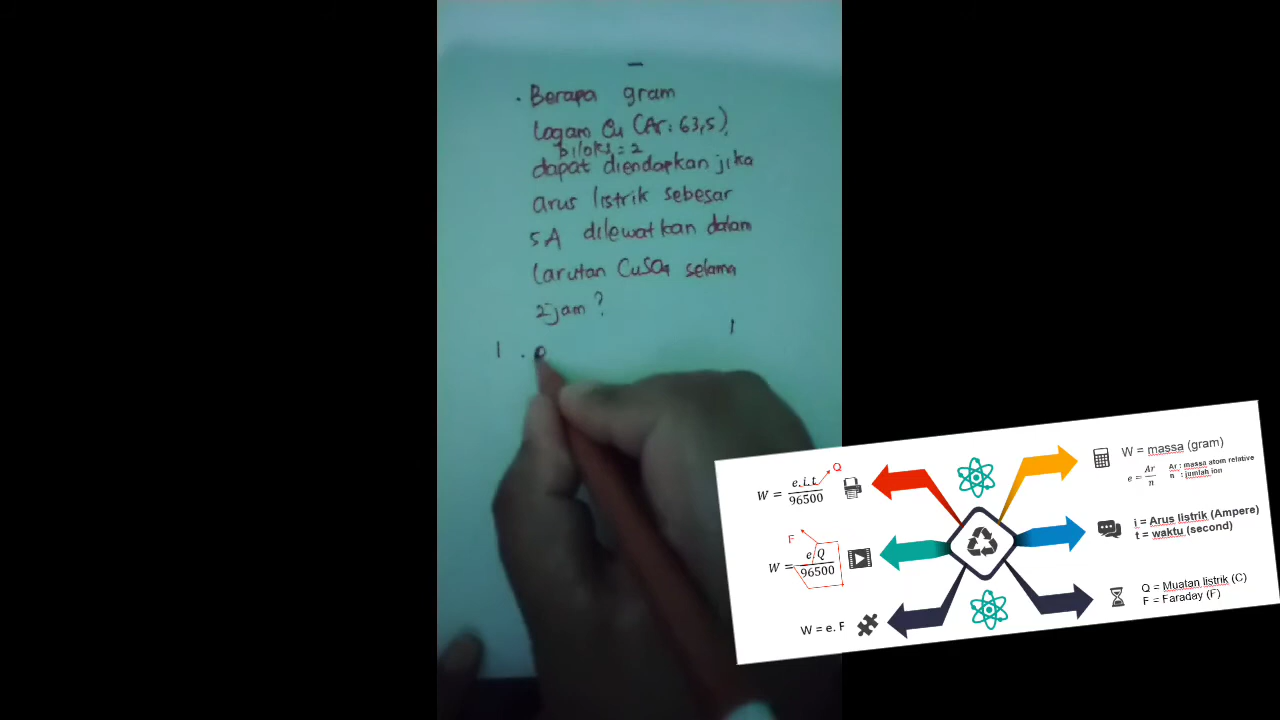 . Berapa gram
logam Cu (Ar: 63,5),
biloks = 2
dapat diendapkan jika
arus listrik sebesar
5A dilewatkan dalam
larutan CuSO4 selama
2 jam?
1 .
W = e.i.t / 96500
Q
F
W = e Q / 96500
W = e. F
W = massa (gram)
e = Ar / n
Ar : massa atom relative
n : jumlah ion
i = Arus listrik (Ampere)
t = waktu (second)
Q = Muatan listrik (C)
F = Faraday (F)